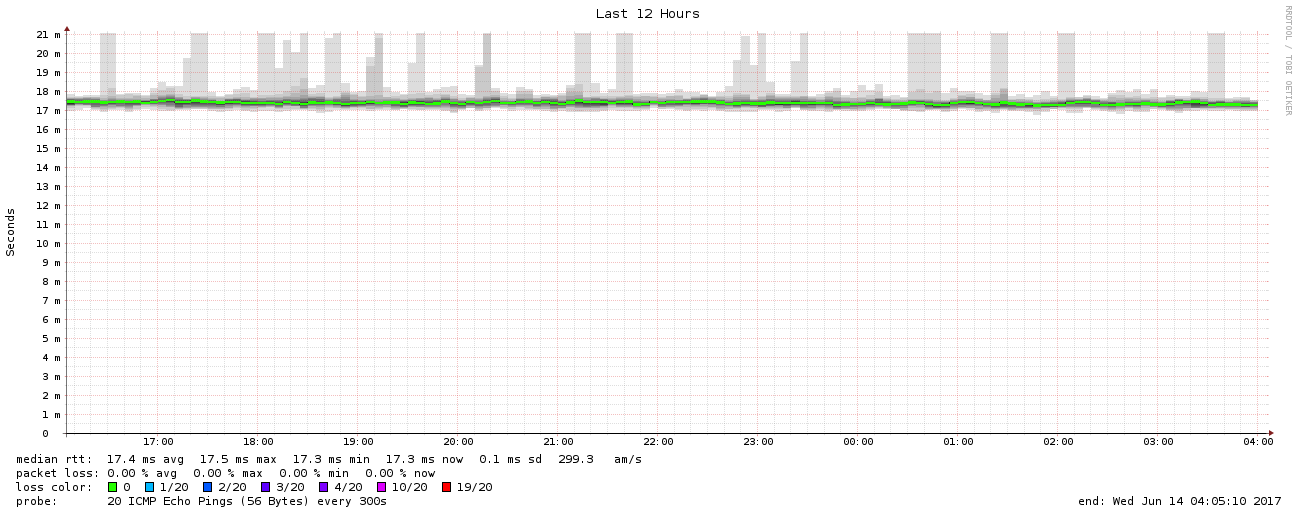 Last 12 Hours
RRDTOOL / TOBI OETIKER
21 m
20 m
19 m
18 m
17 m
16 m
15 m
14 m
13 m
12 m
11 m
10 m
9 m
8 m
7 m
6 m
5 m
4 m
3 m
2 m
1 m
0
Seconds
17:00 18:00 19:00 20:00 21:00 22:00 23:00 00:00 01:00 02:00 03:00 04:00
median rtt: 17.4 ms avg 17.5 ms max 17.3 ms min 17.3 ms now 0.1 ms sd 299.3 am/s
packet loss: 0.00 % avg 0.00 % max 0.00 % min 0.00 % now
loss color: 0 1/20 2/20 3/20 4/20 10/20 19/20
probe: 20 ICMP Echo Pings (56 Bytes) every 300s end: Wed Jun 14 04:05:10 2017